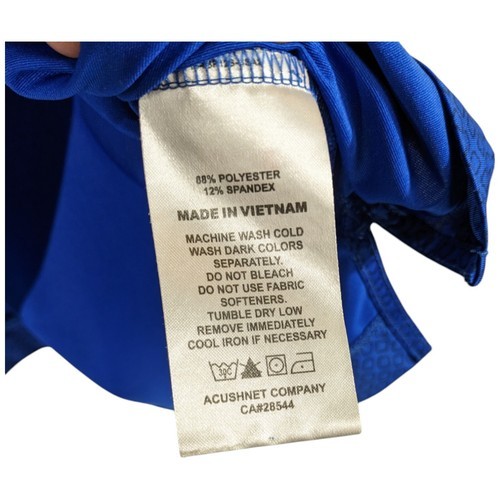 88% POLYESTER
12% SPANDEX
MADE IN VIETNAM
MACHINE WASH COLD
WASH DARK COLORS
SEPARATELY.
DO NOT BLEACH
DO NOT USE FABRIC
SOFTENERS.
TUMBLE DRY LOW
REMOVE IMMEDIATELY
COOL IRON IF NECESSARY
30C
ACUSHNET COMPANY
CA#28544